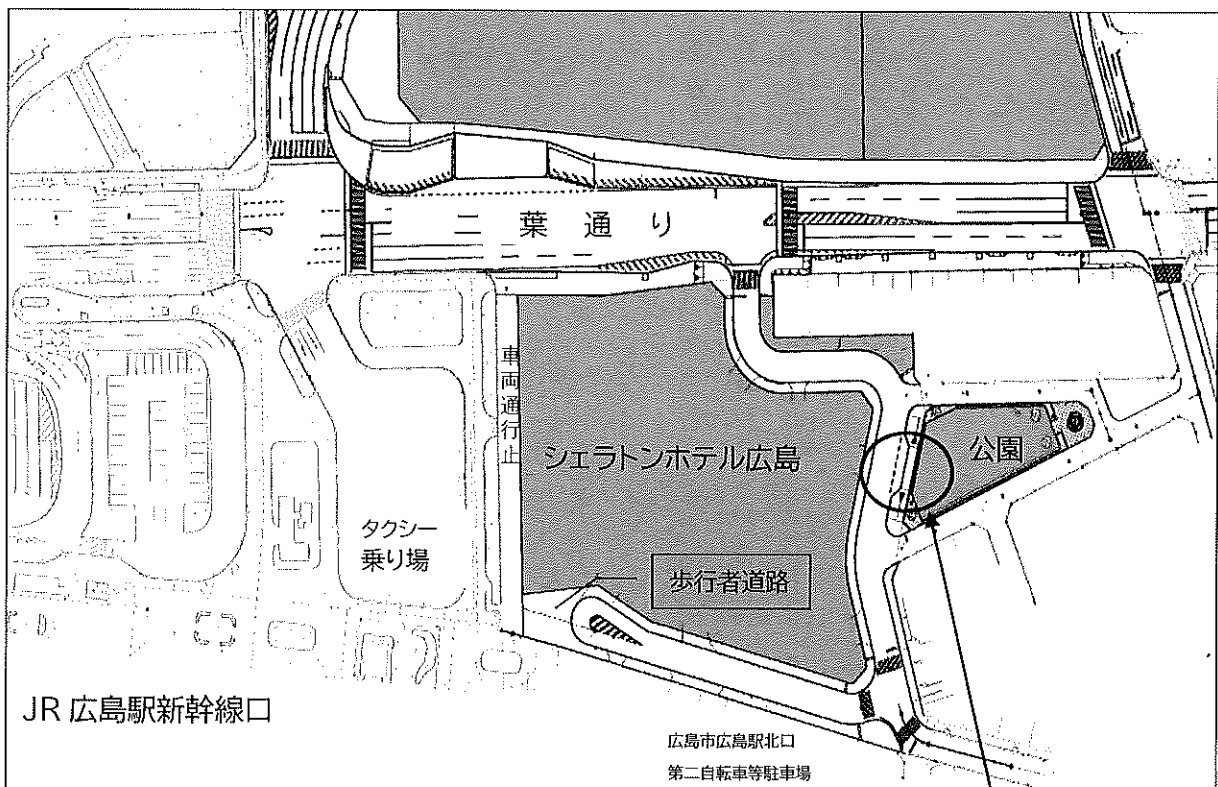 二葉通り
車両通行止
シェラトンホテル広島
公園
タクシー
乗り場
歩行者道路
JR 広島駅新幹線口
広島市広島駅北口
第二自転車等駐車場